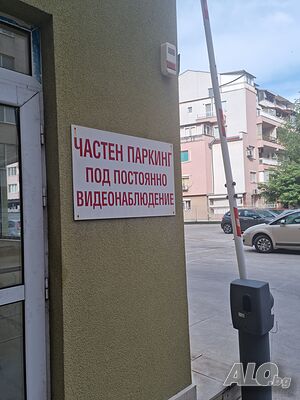 ЧАСТЕН ПАРКИНГ
ПОД ПОСТОЯННО
ВИДЕОНАБЛЮДЕНИЕ
ALO.bg